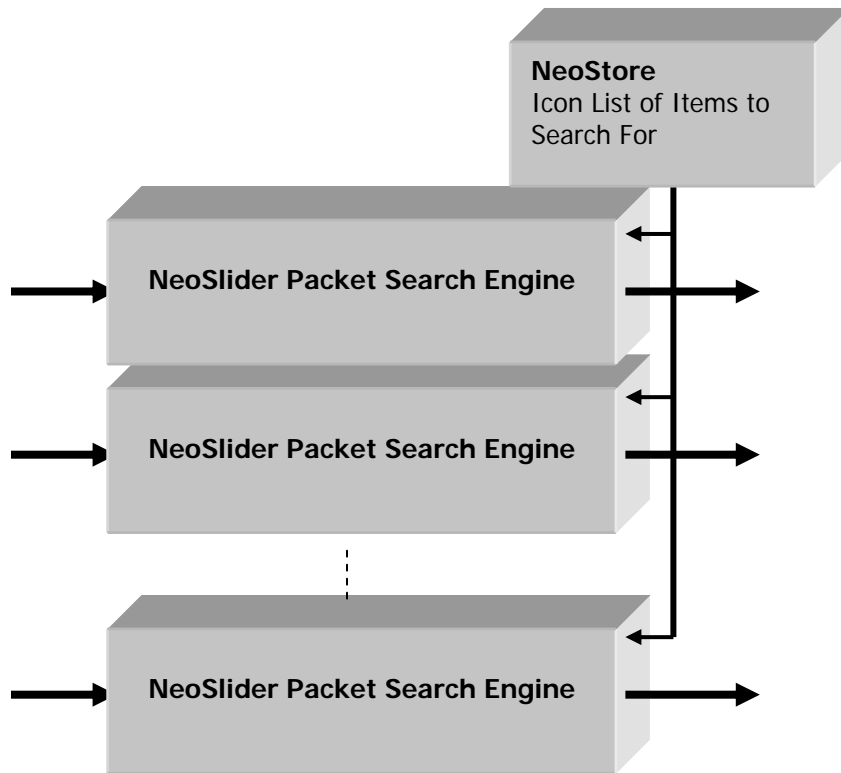 NeoStore
Icon List of Items to
Search For
NeoSlider Packet Search Engine
NeoSlider Packet Search Engine
NeoSlider Packet Search Engine